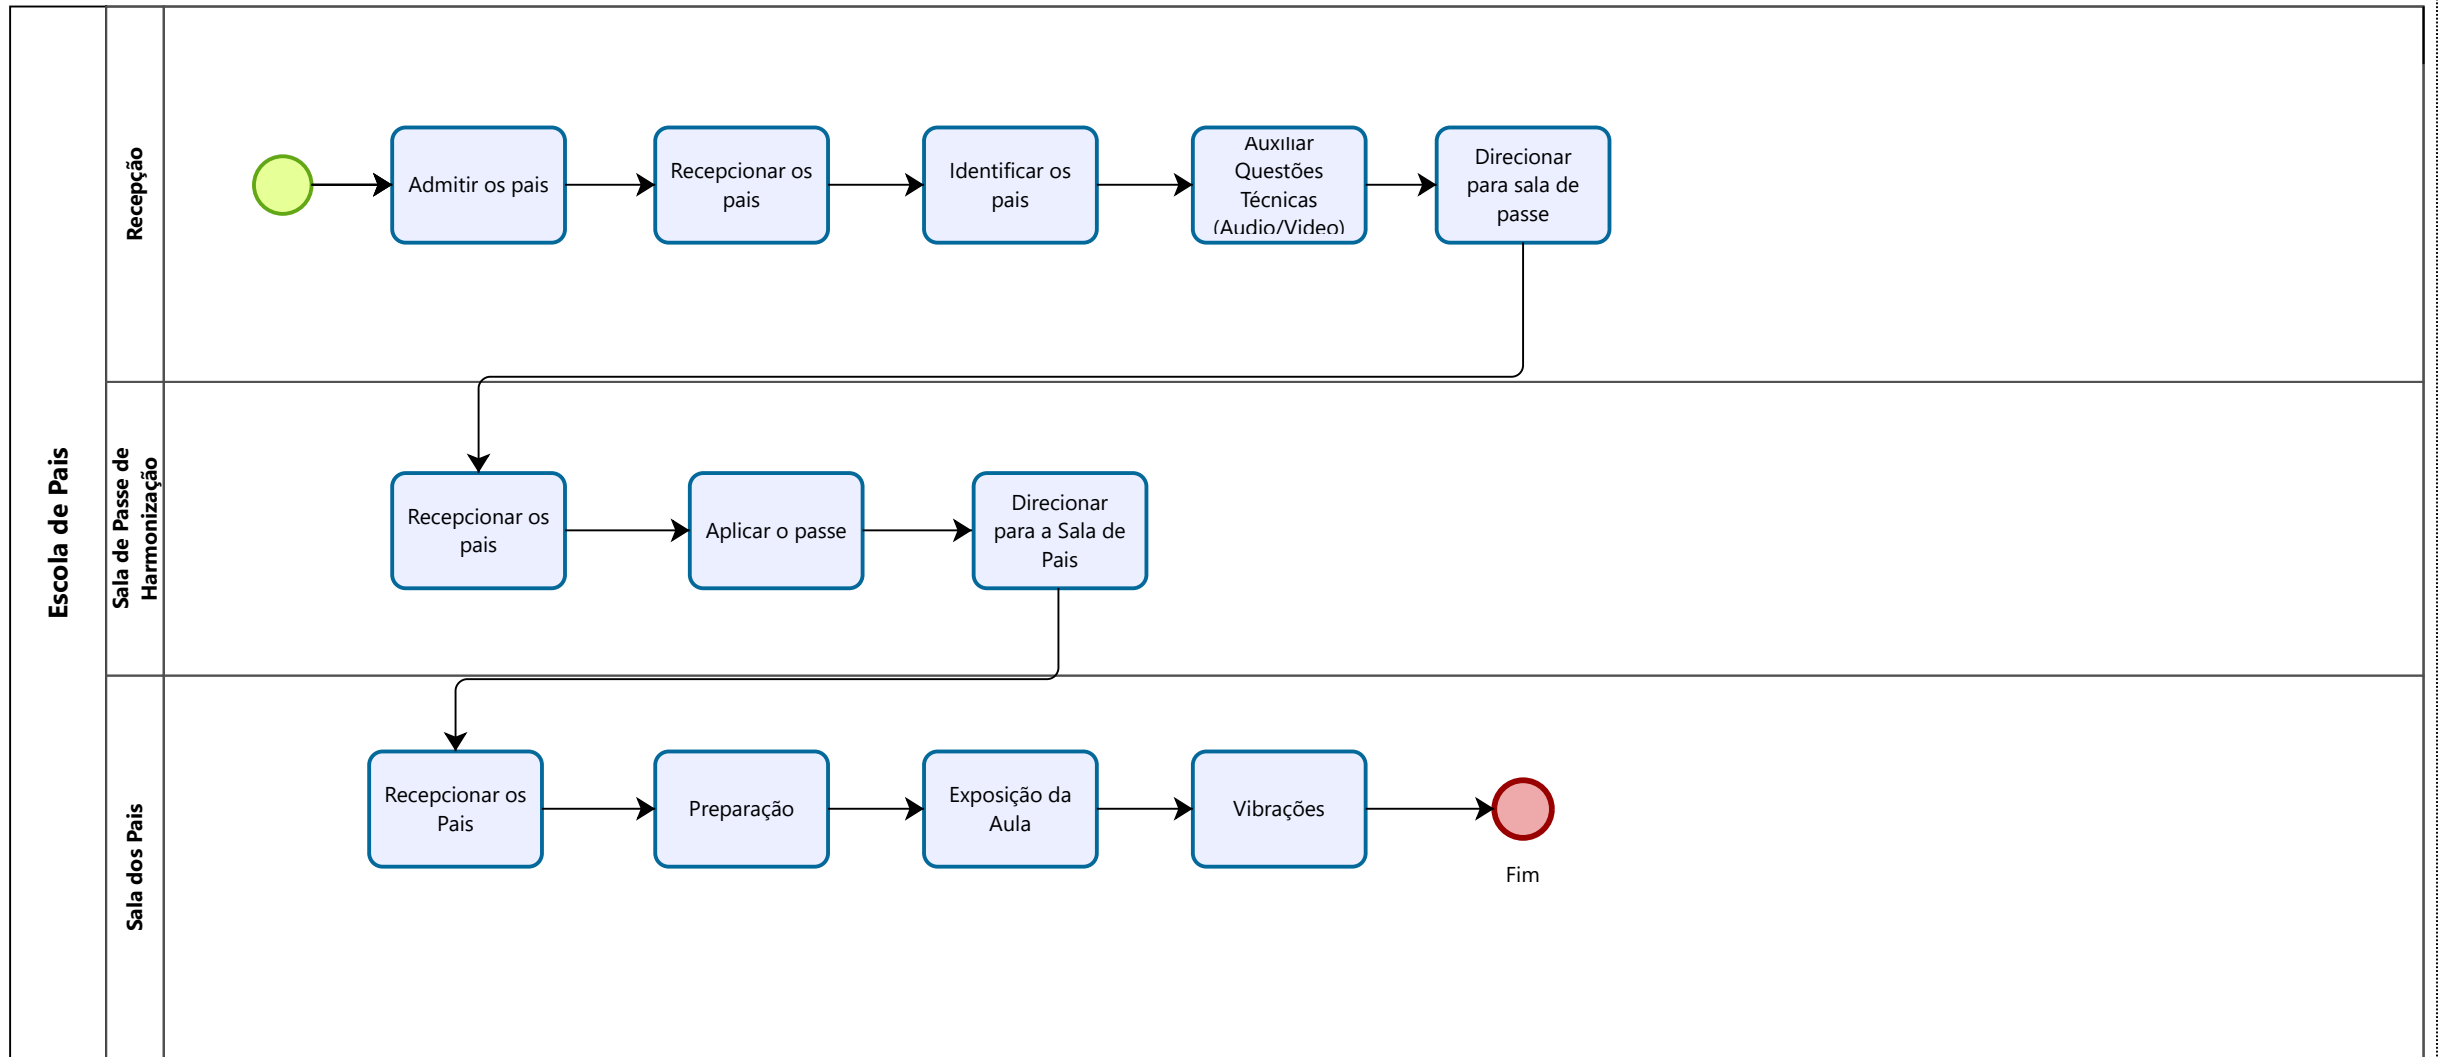 Escola de Pais
Recepção
Admitir os pais
Recepcionar os
pais
Identificar os
pais
Auxiliar
Questões
Técnicas
(Audio/Video)
Direcionar
para sala de
passe
Sala de Passe de
Harmonização
Recepcionar os
pais
Aplicar o passe
Direcionar
para a Sala de
Pais
Sala dos Pais
Recepcionar os
Pais
Preparação
Exposição da
Aula
Vibrações
Fim